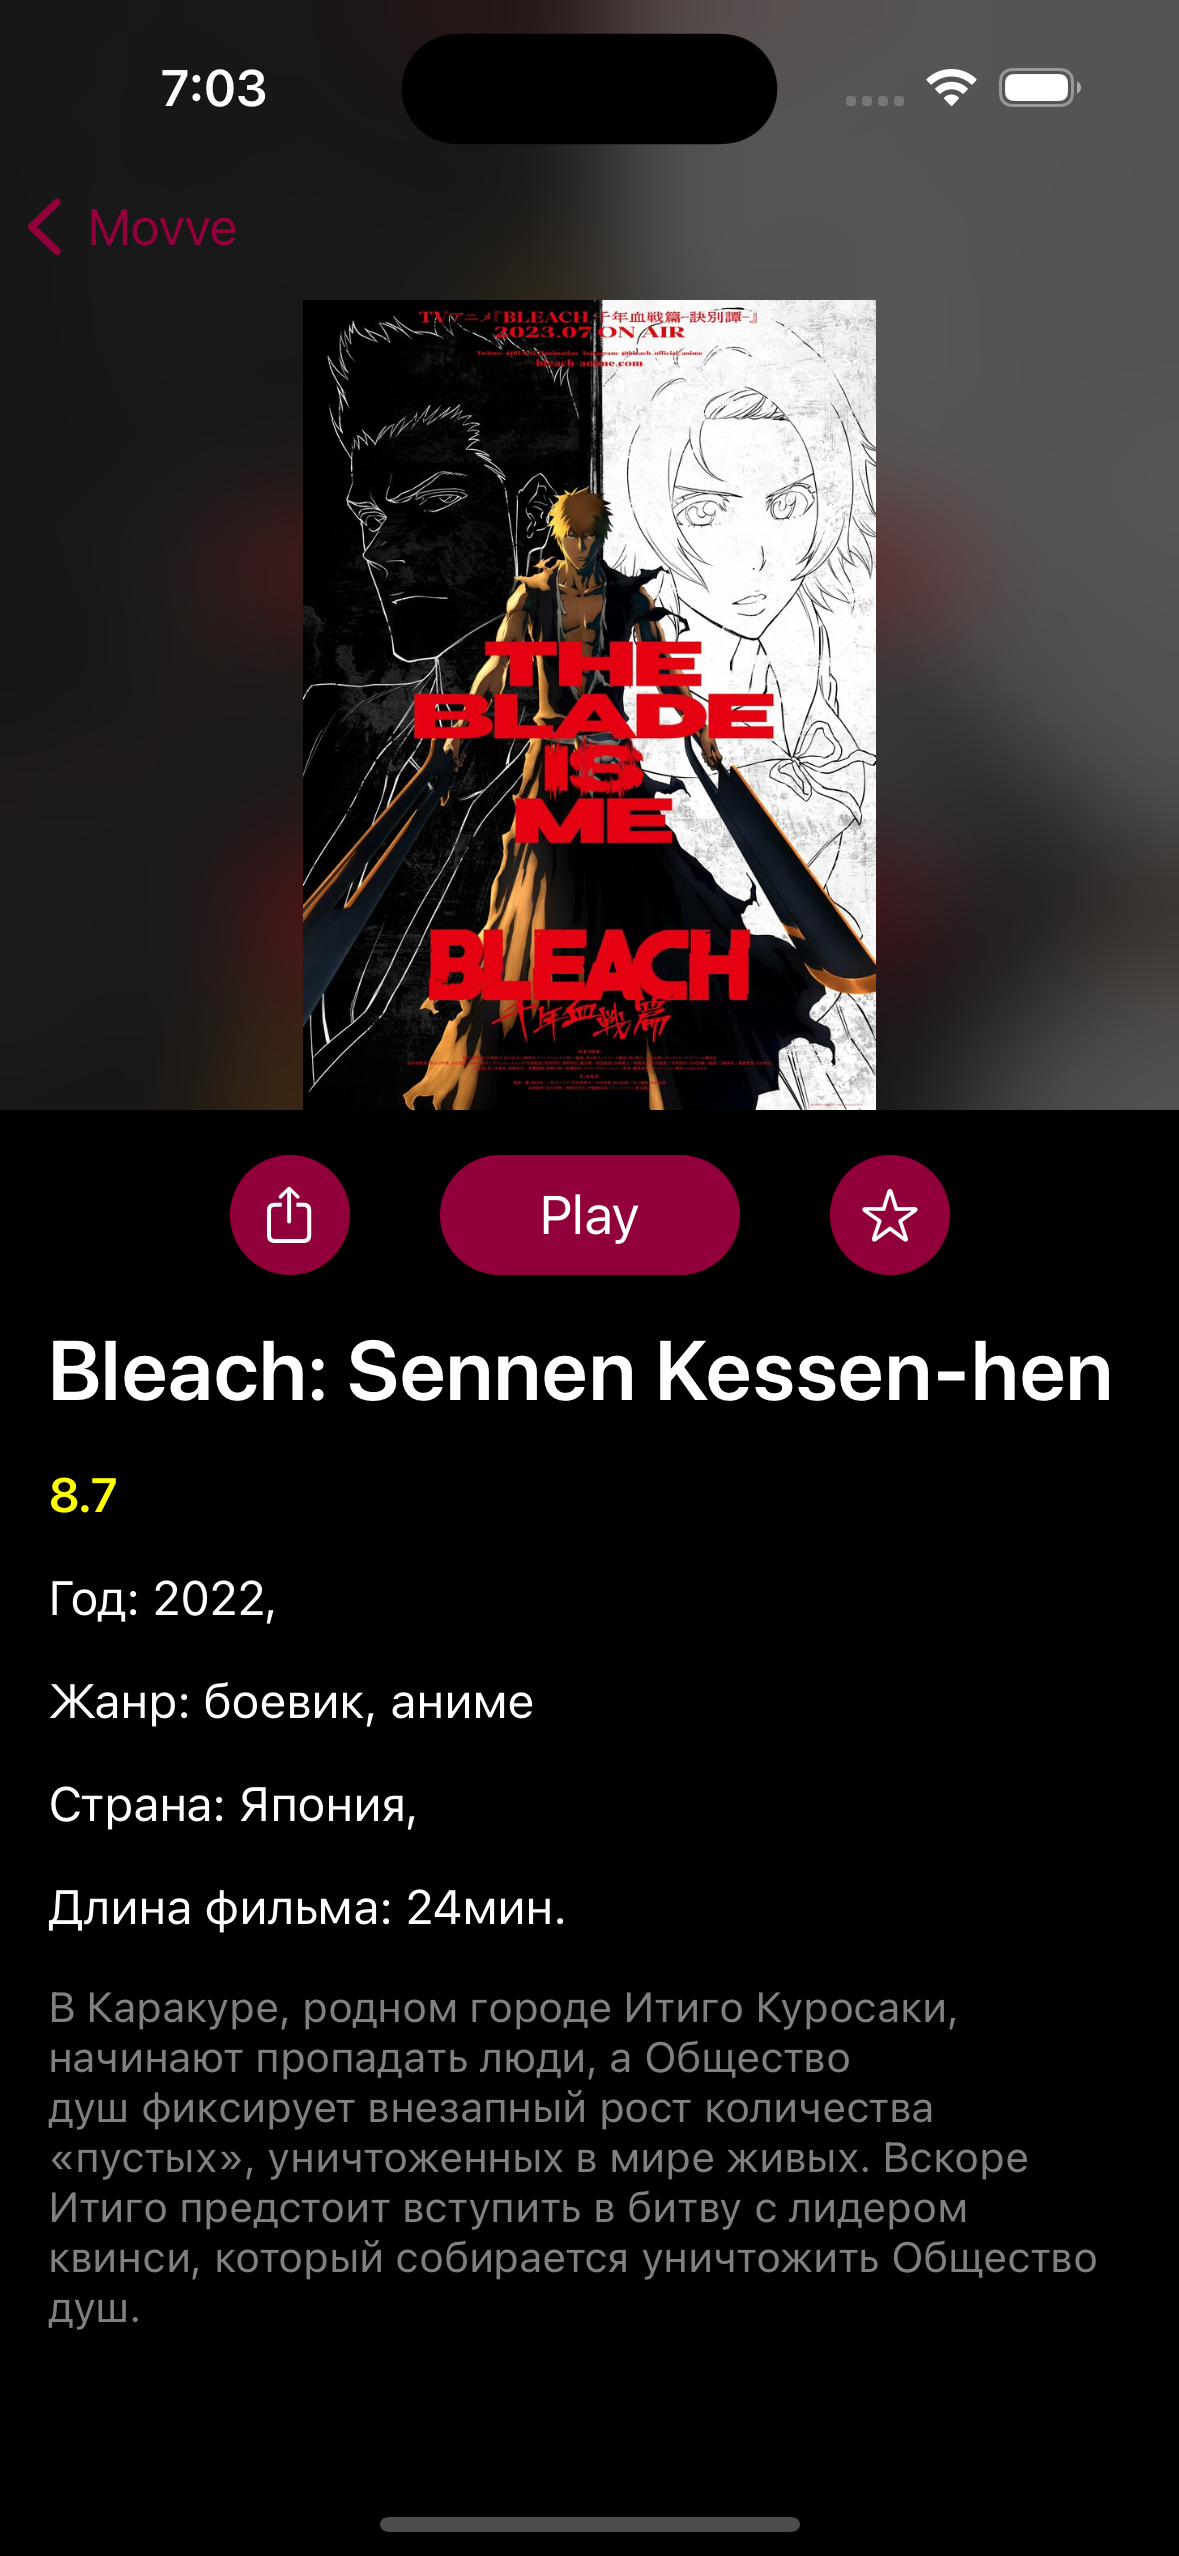 7:03
Movve
TVアニメ『BLEACH 千年血戦篇-訣別譚-』
2023.07 ON AIR
bleach-anime.com
THE
BLADE
IS
ME
BLEACH
千年血戦篇
STAFF
CAST
Play
Bleach: Sennen Kessen-hen
8.7
Год: 2022,
Жанр: боевик, аниме
Страна: Япония,
Длина фильма: 24мин.
В Каракуре, родном городе Итиго Куросаки,
начинают пропадать люди, а Общество
душ фиксирует внезапный рост количества
«пустых», уничтоженных в мире живых. Вскоре
Итиго предстоит вступить в битву с лидером
квинси, который собирается уничтожить Общество
душ.